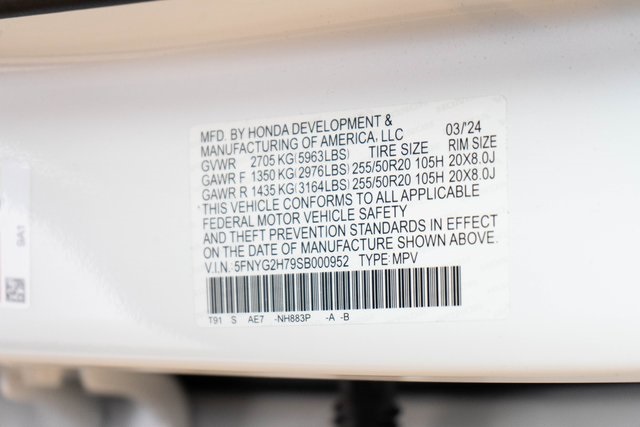 MFD. BY HONDA DEVELOPMENT &
MANUFACTURING OF AMERICA, LLC 03/'24
GVWR 2705 KG(5963LBS) TIRE SIZE RIM SIZE
GAWR F 1350 KG(2976LBS) 255/50R20 105H 20X8.0J
GAWR R 1435 KG(3164LBS) 255/50R20 105H 20X8.0J
THIS VEHICLE CONFORMS TO ALL APPLICABLE
FEDERAL MOTOR VEHICLE SAFETY
AND THEFT PREVENTION STANDARDS IN EFFECT
ON THE DATE OF MANUFACTURE SHOWN ABOVE.
V.I.N. 5FNYG2H79SB000952 TYPE: MPV
T91 S AE7 -NH883P -A -B